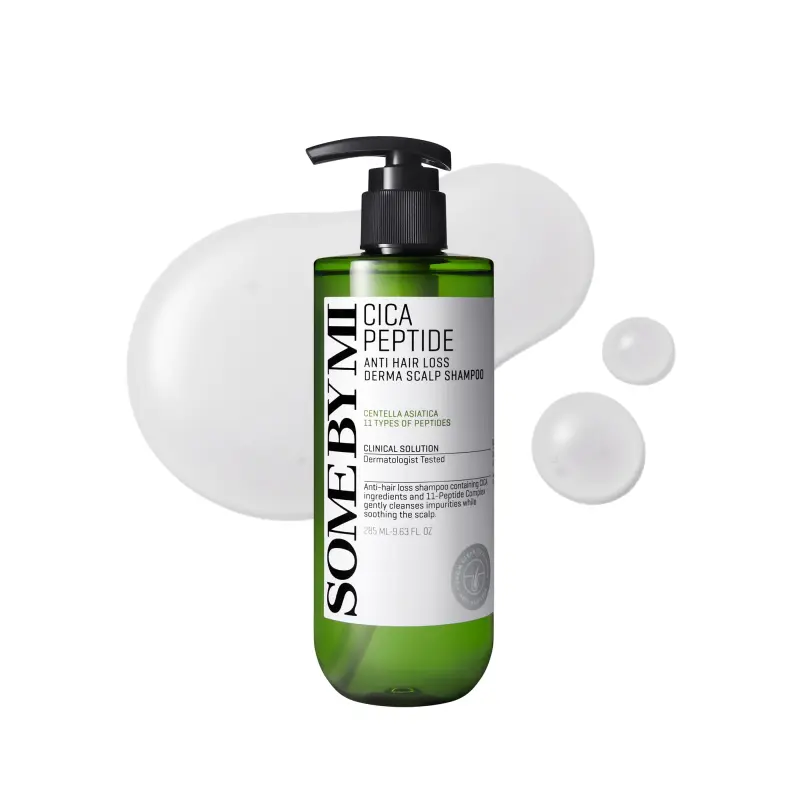 SOME BY MI
CICA
PEPTIDE
ANTI HAIR LOSS
DERMA SCALP SHAMPOO
CENTELLA ASIATICA
11 TYPES OF PEPTIDES
CLINICAL SOLUTION
Dermatologist Tested
Anti-hair loss shampoo containing CICA
ingredients and 11-Peptide Complex
gently cleanses impurities while
soothing the scalp.
285 ML-9.63 FL. OZ